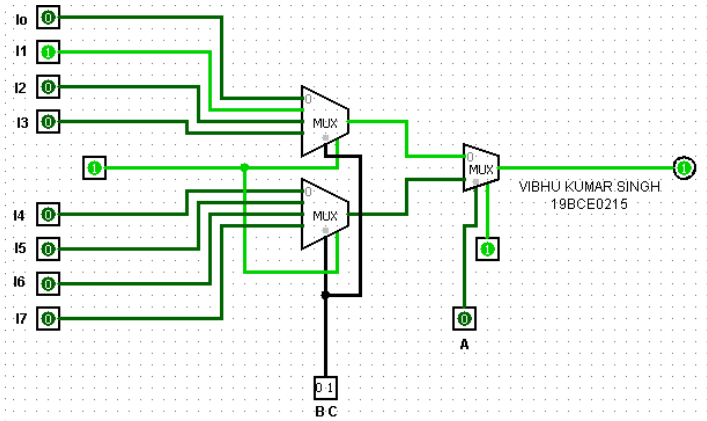 Io 0
I1 1
I2 0
I3 0
0
MUX
1
0
MUX
1
VIBHU KUMAR SINGH
19BCE0215
0
MUX
I4 0
I5 0
I6 0
I7 0
1
0
A
0 1
B C